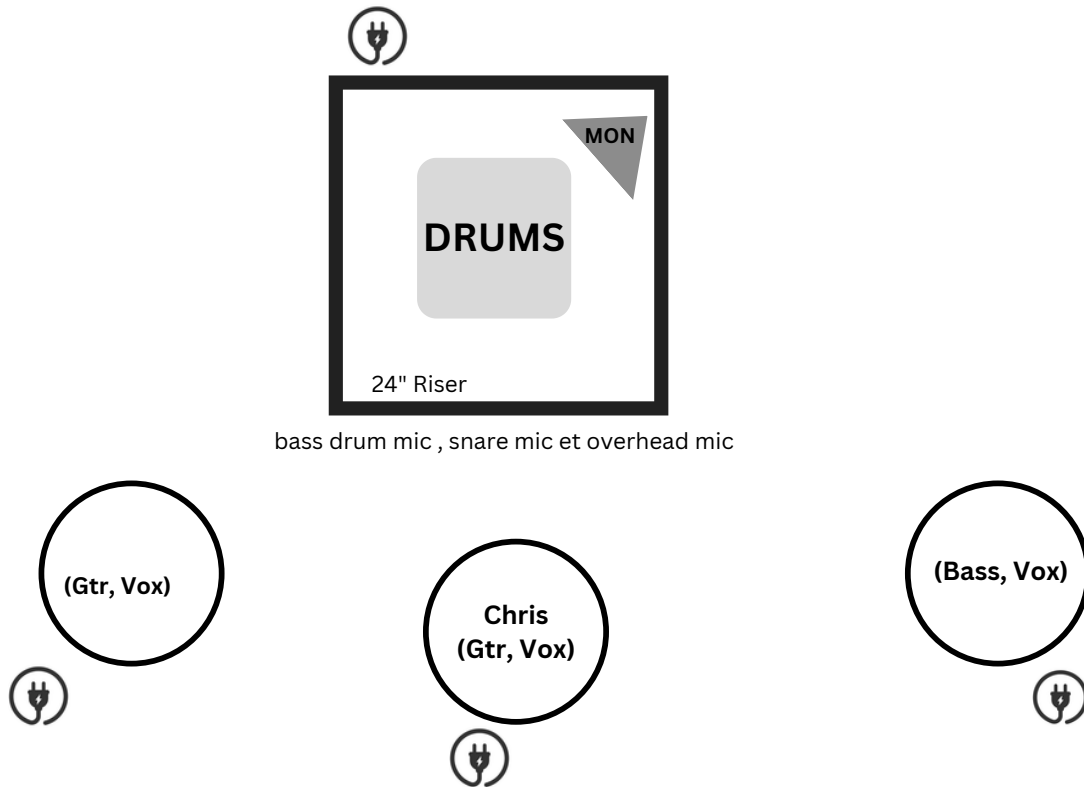 MON
DRUMS
24" Riser
bass drum mic , snare mic et overhead mic
(Gtr, Vox)
Chris
(Gtr, Vox)
(Bass, Vox)